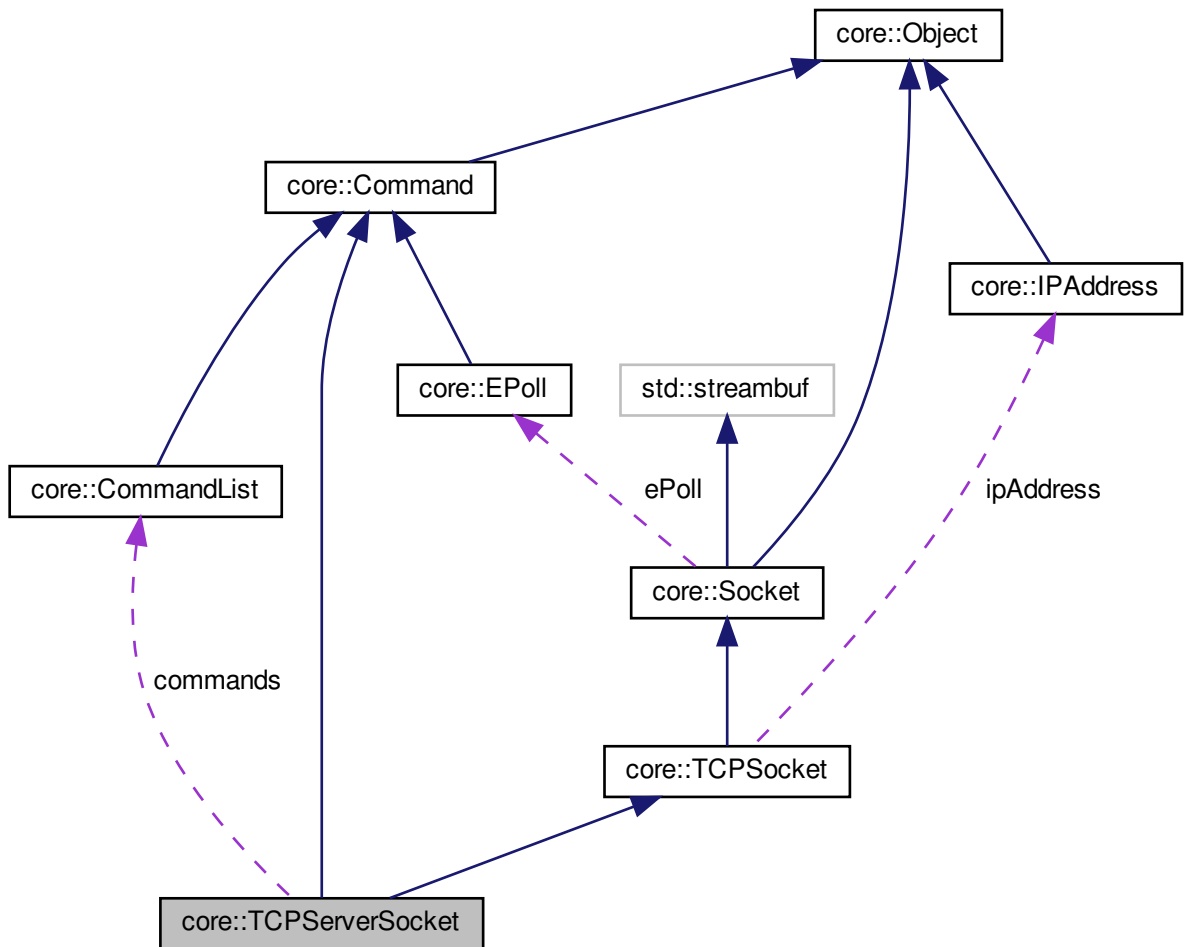 core::Object
core::Command
core::IPAddress
core::EPoll
std::streambuf
core::CommandList
ePoll
ipAddress
core::Socket
commands
core::TCPSocket
core::TCPServerSocket